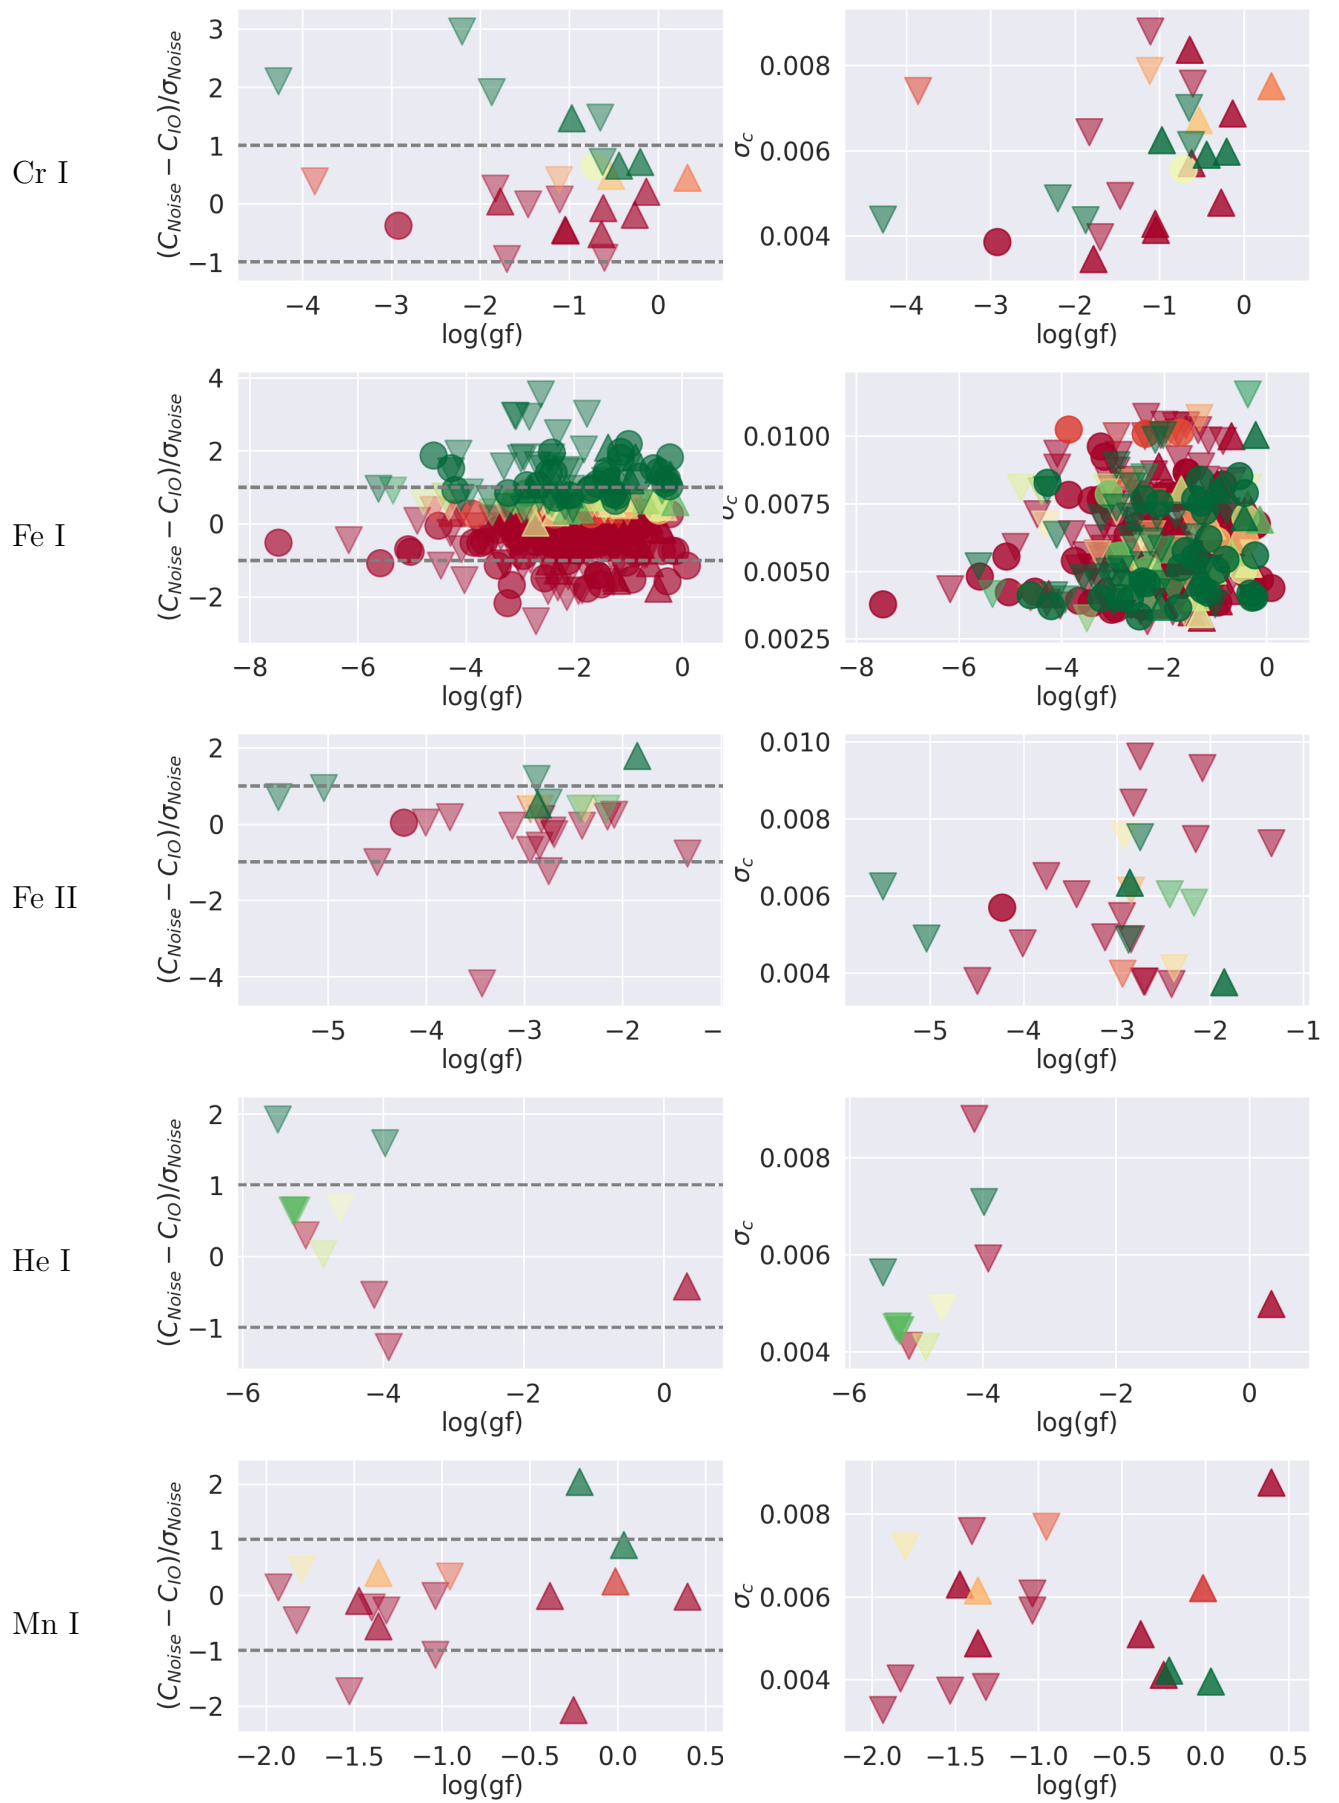 Cr I
(C_Noise − C_IO)/σ_Noise
3
2
1
0
−1
−4 −3 −2 −1 0
log(gf)
σ_c
0.008
0.006
0.004
−4 −3 −2 −1 0
log(gf)
Fe I
(C_Noise − C_IO)/σ_Noise
4
2
0
−2
−8 −6 −4 −2 0
log(gf)
σ_c
0.0100
0.0075
0.0050
0.0025
−8 −6 −4 −2 0
log(gf)
Fe II
(C_Noise − C_IO)/σ_Noise
2
0
−2
−4
−5 −4 −3 −2 −
log(gf)
σ_c
0.010
0.008
0.006
0.004
−5 −4 −3 −2 −1
log(gf)
He I
(C_Noise − C_IO)/σ_Noise
2
1
0
−1
−6 −4 −2 0
log(gf)
σ_c
0.008
0.006
0.004
−6 −4 −2 0
log(gf)
Mn I
(C_Noise − C_IO)/σ_Noise
2
1
0
−1
−2
−2.0 −1.5 −1.0 −0.5 0.0 0.5
log(gf)
σ_c
0.008
0.006
0.004
−2.0 −1.5 −1.0 −0.5 0.0 0.5
log(gf)